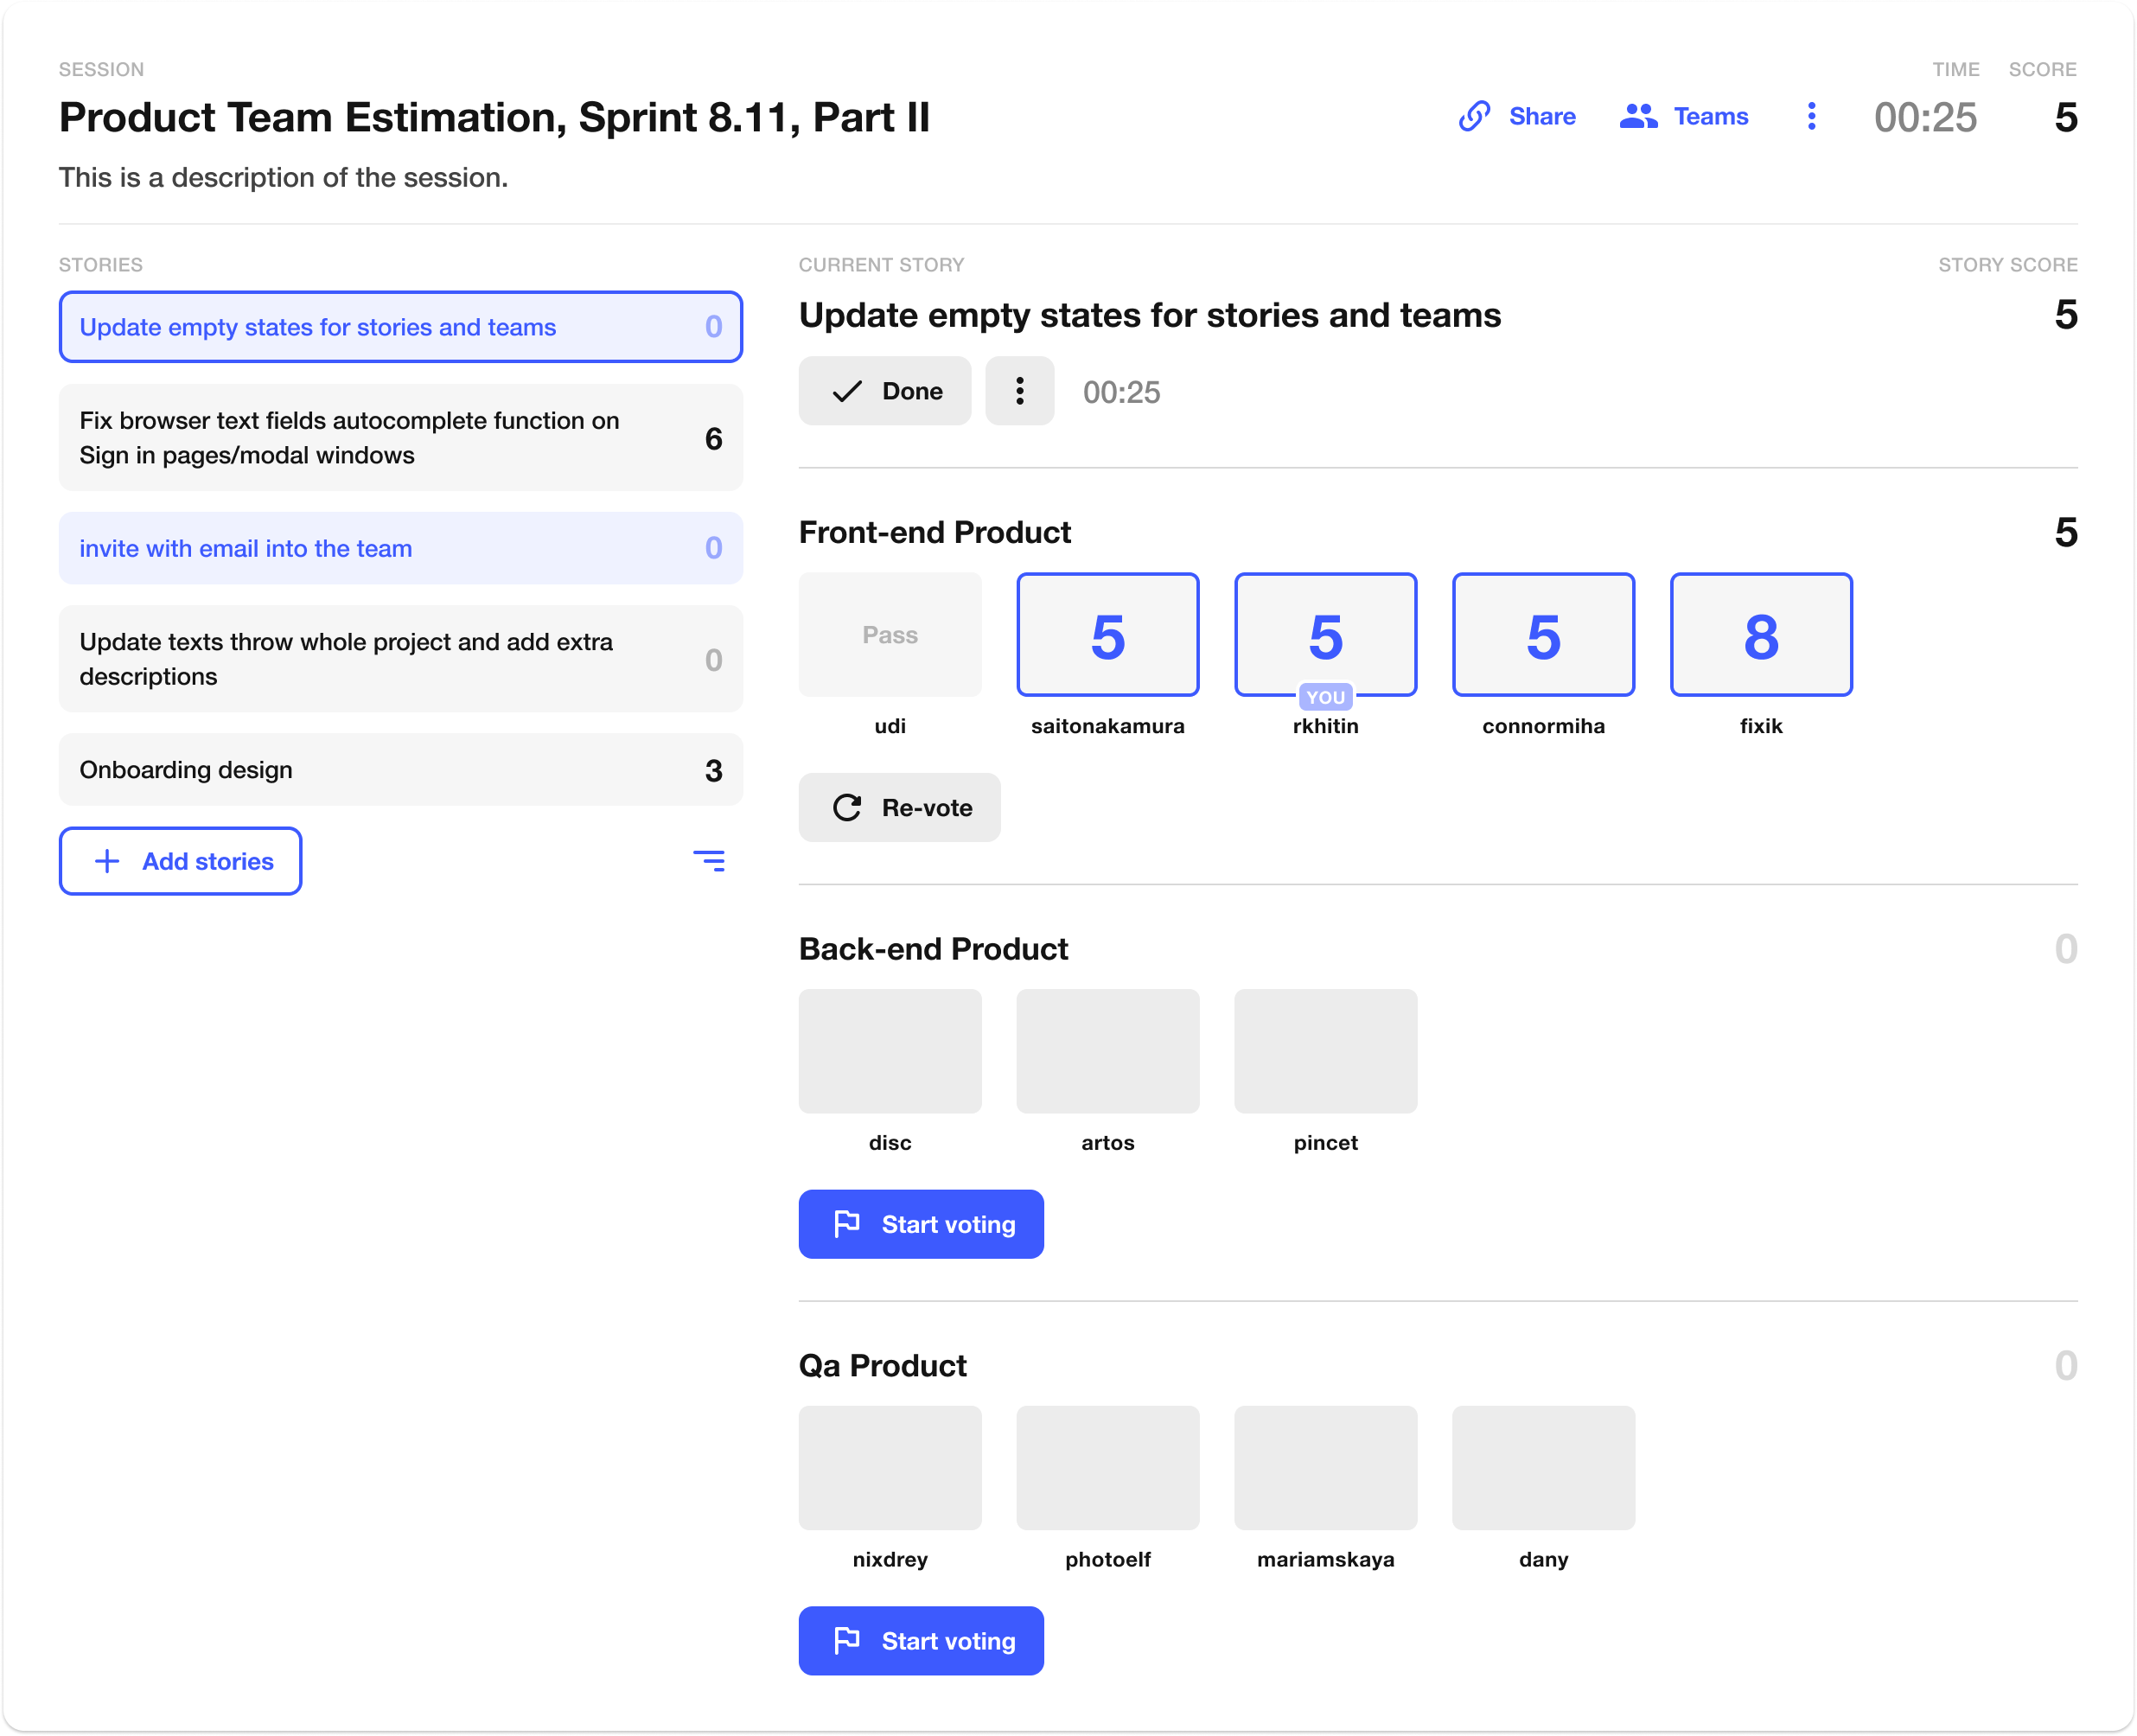 SESSION
TIME SCORE
Product Team Estimation, Sprint 8.11, Part II
Share Teams 00:25 5
This is a description of the session.
STORIES
Update empty states for stories and teams 0
Fix browser text fields autocomplete function on
Sign in pages/modal windows
6
invite with email into the team 0
Update texts throw whole project and add extra
descriptions
0
Onboarding design 3
Add stories
CURRENT STORY STORY SCORE
Update empty states for stories and teams 5
Done 00:25
Front-end Product 5
Pass 5 5 5 8
YOU
udi saitonakamura rkhitin connormiha fixik
Re-vote
Back-end Product 0
disc artos pincet
Start voting
Qa Product 0
nixdrey photoelf mariamskaya dany
Start voting